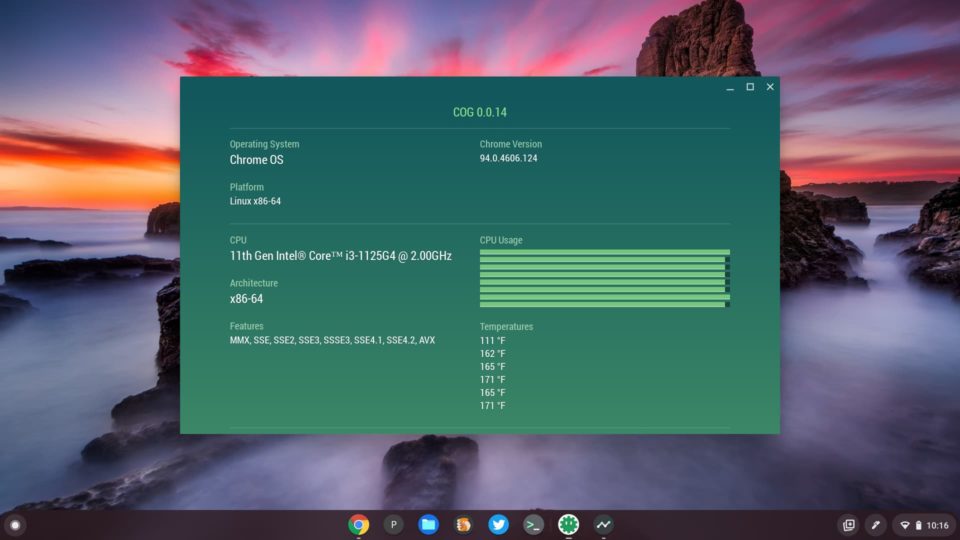 COG 0.0.14
Operating System
Chrome OS
Chrome Version
94.0.4606.124
Platform
Linux x86-64
CPU
11th Gen Intel® Core™ i3-1125G4 @ 2.00GHz
CPU Usage
Architecture
x86-64
Features
MMX, SSE, SSE2, SSE3, SSSE3, SSE4.1, SSE4.2, AVX
Temperatures
111 °F
162 °F
165 °F
171 °F
165 °F
171 °F
P
10:16